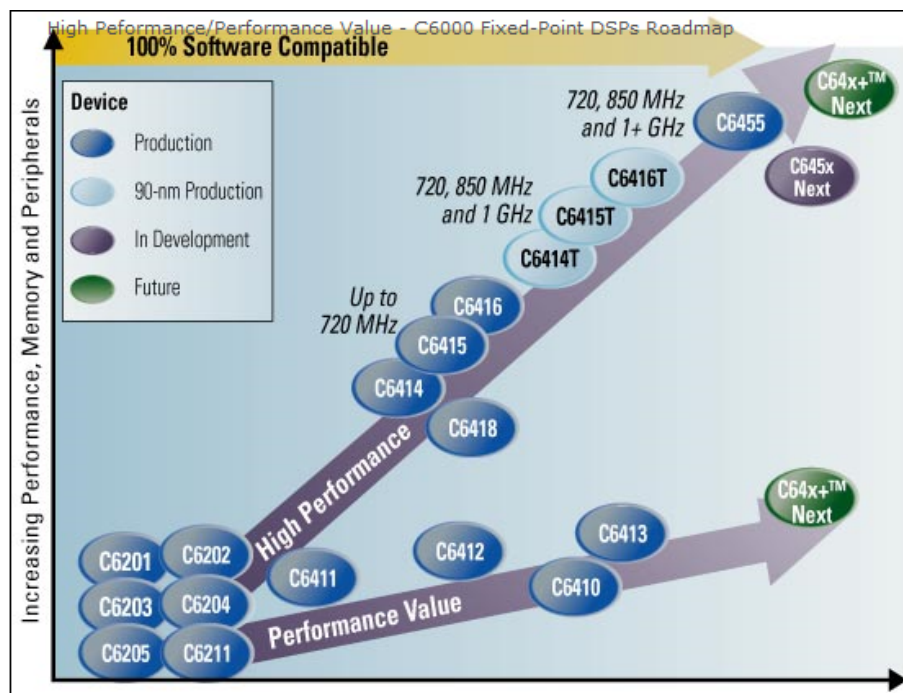 High Peformance/Performance Value - C6000 Fixed-Point DSPs Roadmap
100% Software Compatible
Increasing Performance, Memory and Peripherals
Device
Production
90-nm Production
In Development
Future
C64x+™
Next
720, 850 MHz
and 1+ GHz
C6455
C645x
Next
720, 850 MHz
and 1 GHz
C6416T
C6415T
C6414T
Up to
720 MHz
C6416
C6415
C6414
C6418
High Performance
C64x+™
Next
C6413
C6412
C6411
C6410
Performance Value
C6201
C6202
C6203
C6204
C6205
C6211